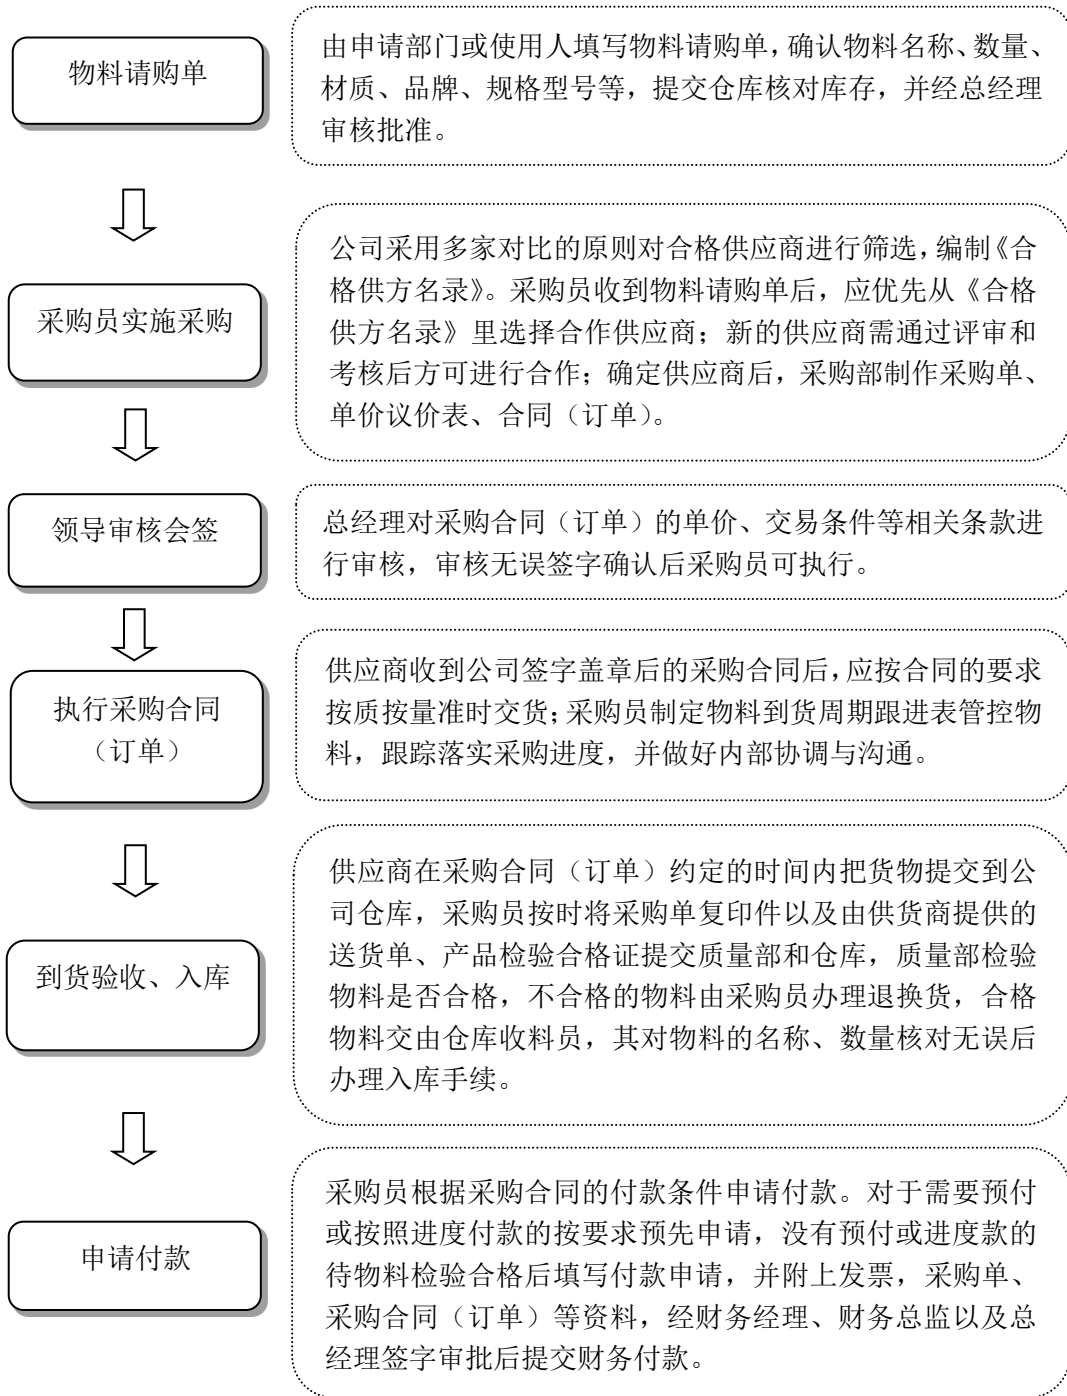 物料请购单
由申请部门或使用人填写物料请购单，确认物料名称、数量、
材质、品牌、规格型号等，提交仓库核对库存，并经总经理
审核批准。
采购员实施采购
公司采用多家对比的原则对合格供应商进行筛选，编制《合
格供方名录》。采购员收到物料请购单后，应优先从《合格
供方名录》里选择合作供应商；新的供应商需通过评审和
考核后方可进行合作；确定供应商后，采购部制作采购单、
单价议价表、合同（订单）。
领导审核会签
总经理对采购合同（订单）的单价、交易条件等相关条款进
行审核，审核无误签字确认后采购员可执行。
执行采购合同
（订单）
供应商收到公司签字盖章后的采购合同后，应按合同的要求
按质按量准时交货；采购员制定物料到货周期跟进表管控物
料，跟踪落实采购进度，并做好内部协调与沟通。
到货验收、入库
供应商在采购合同（订单）约定的时间内把货物提交到公
司仓库，采购员按时将采购单复印件以及由供货商提供的
送货单、产品检验合格证提交质量部和仓库，质量部检验
物料是否合格，不合格的物料由采购员办理退换货，合格
物料交由仓库收料员，其对物料的名称、数量核对无误后
办理入库手续。
申请付款
采购员根据采购合同的付款条件申请付款。对于需要预付
或按照进度付款的按要求预先申请，没有预付或进度款的
待物料检验合格后填写付款申请，并附上发票，采购单、
采购合同（订单）等资料，经财务经理、财务总监以及总
经理签字审批后提交财务付款。